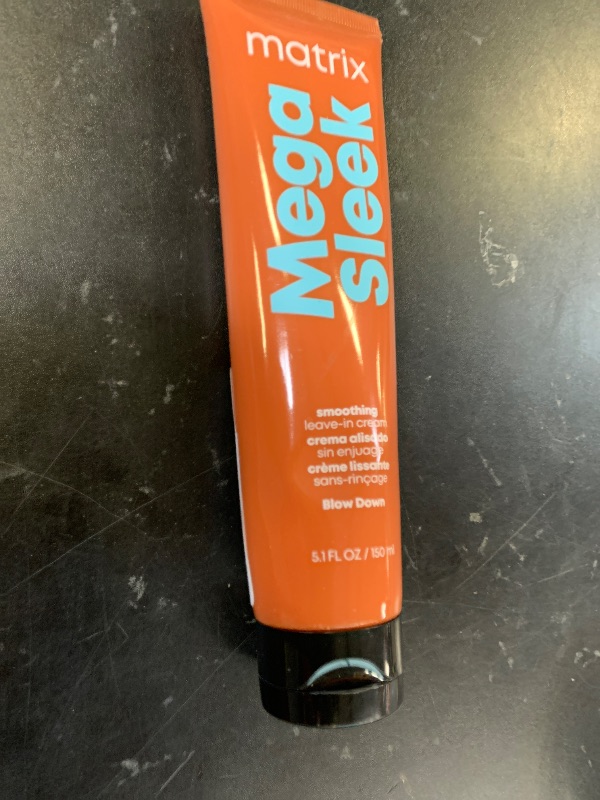 matrix
Mega
Sleek
smoothing
leave-in cream
crema alisado
sin enjuage
crème lissante
sans-rinçage
Blow Down
5.1 FL OZ / 150 ml